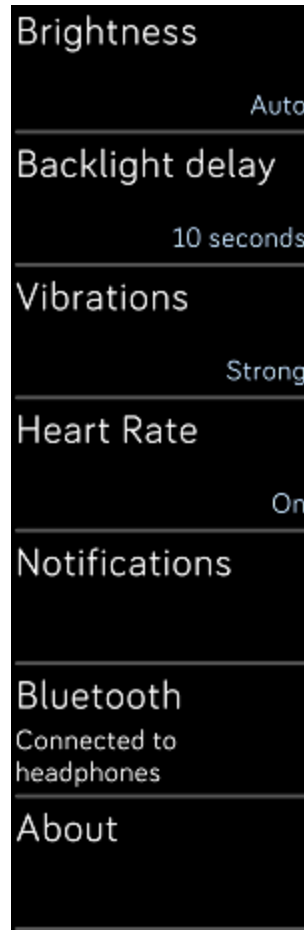 Brightness
Auto
Backlight delay
10 seconds
Vibrations
Strong
Heart Rate
On
Notifications
Bluetooth
Connected to
headphones
About